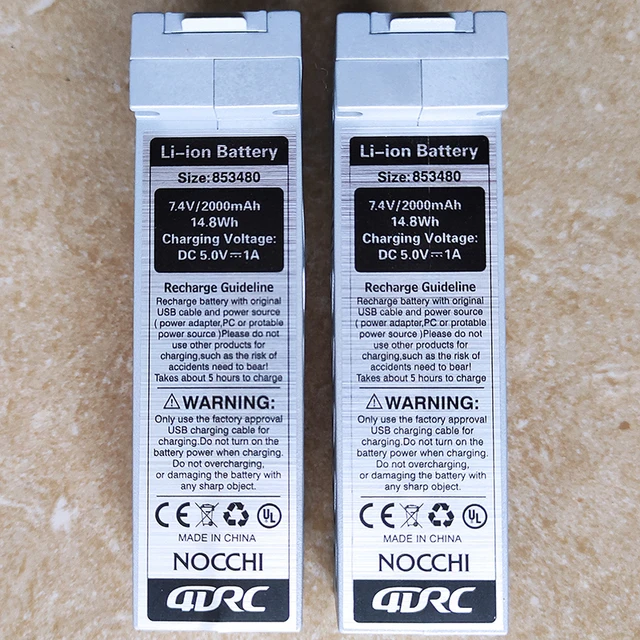 Li-ion Battery
Size:853480
7.4V/2000mAh
14.8Wh
Charging Voltage:
DC 5.0V⎓1A
Recharge Guideline
Recharge battery with original
USB cable and power source
( power adapter,PC or protable
power source )Please do not
use other products for
charging,such as the risk of
accidents need to bear!
Takes about 5 hours to charge
⚠WARNING:
Only use the factory approval
USB charging cable for
charging.Do not turn on the
battery power when charging.
Do not overcharging,
or damaging the battery with
any sharp object.
CE UL
MADE IN CHINA
NOCCHI
4DRC
Li-ion Battery
Size:853480
7.4V/2000mAh
14.8Wh
Charging Voltage:
DC 5.0V⎓1A
Recharge Guideline
Recharge battery with original
USB cable and power source
( power adapter,PC or protable
power source )Please do not
use other products for
charging,such as the risk of
accidents need to bear!
Takes about 5 hours to charge
⚠WARNING:
Only use the factory approval
USB charging cable for
charging.Do not turn on the
battery power when charging.
Do not overcharging,
or damaging the battery with
any sharp object.
CE UL
MADE IN CHINA
NOCCHI
4DRC